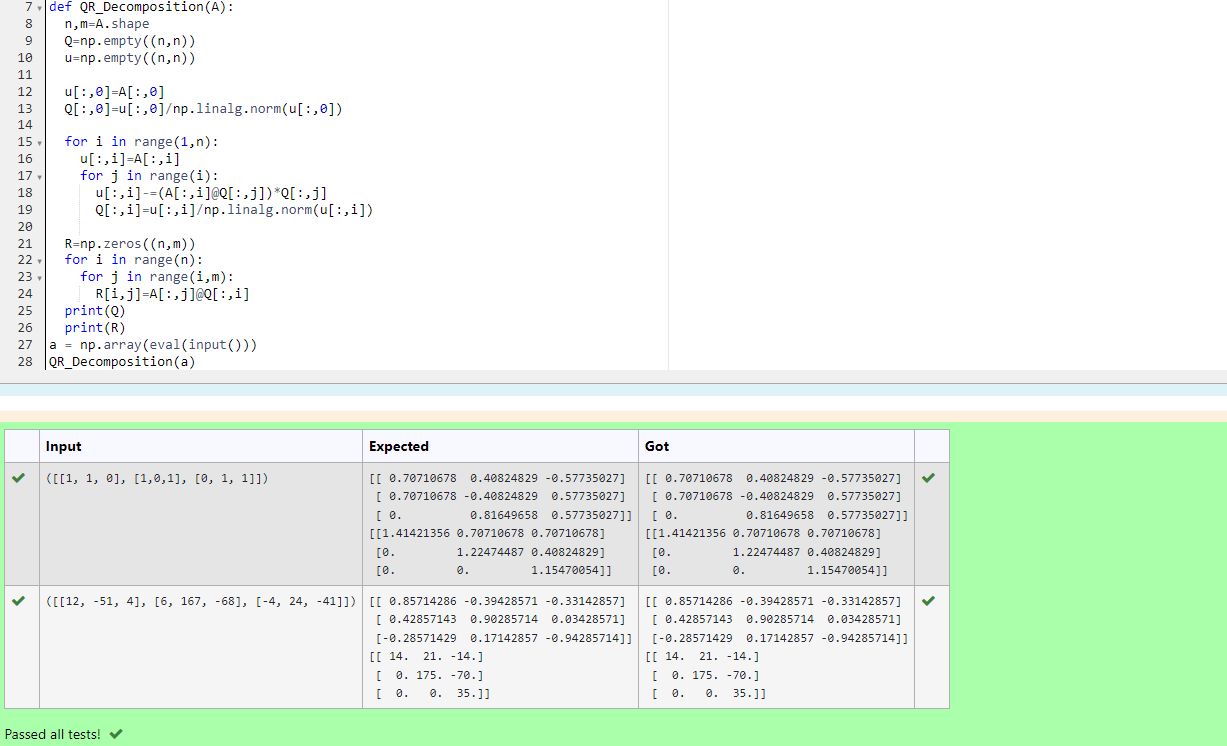 7 def QR_Decomposition(A):
8   n,m=A.shape
9   Q=np.empty((n,n))
10   u=np.empty((n,n))
11
12   u[:,0]=A[:,0]
13   Q[:,0]=u[:,0]/np.linalg.norm(u[:,0])
14
15   for i in range(1,n):
16     u[:,i]=A[:,i]
17     for j in range(i):
18       u[:,i]-=(A[:,i]@Q[:,j])*Q[:,j]
19       Q[:,i]=u[:,i]/np.linalg.norm(u[:,i])
20
21   R=np.zeros((n,m))
22   for i in range(n):
23     for j in range(i,m):
24       R[i,j]=A[:,j]@Q[:,i]
25   print(Q)
26   print(R)
27 a = np.array(eval(input()))
28 QR_Decomposition(a)
Input Expected Got
([[1, 1, 0], [1,0,1], [0, 1, 1]]) [[ 0.70710678  0.40824829 -0.57735027] [[ 0.70710678  0.40824829 -0.57735027]
[ 0.70710678 -0.40824829  0.57735027] [ 0.70710678 -0.40824829  0.57735027]
[ 0.          0.81649658  0.57735027]] [ 0.          0.81649658  0.57735027]]
[[1.41421356 0.70710678 0.70710678] [[1.41421356 0.70710678 0.70710678]
[0.         1.22474487 0.40824829] [0.         1.22474487 0.40824829]
[0.         0.         1.15470054]] [0.         0.         1.15470054]]
([[12, -51, 4], [6, 167, -68], [-4, 24, -41]]) [[ 0.85714286 -0.39428571 -0.33142857] [[ 0.85714286 -0.39428571 -0.33142857]
[ 0.42857143  0.90285714  0.03428571] [ 0.42857143  0.90285714  0.03428571]
[-0.28571429  0.17142857 -0.94285714]] [-0.28571429  0.17142857 -0.94285714]]
[[ 14.  21. -14.] [[ 14.  21. -14.]
[  0. 175. -70.] [  0. 175. -70.]
[  0.   0.  35.]] [  0.   0.  35.]]
Passed all tests!